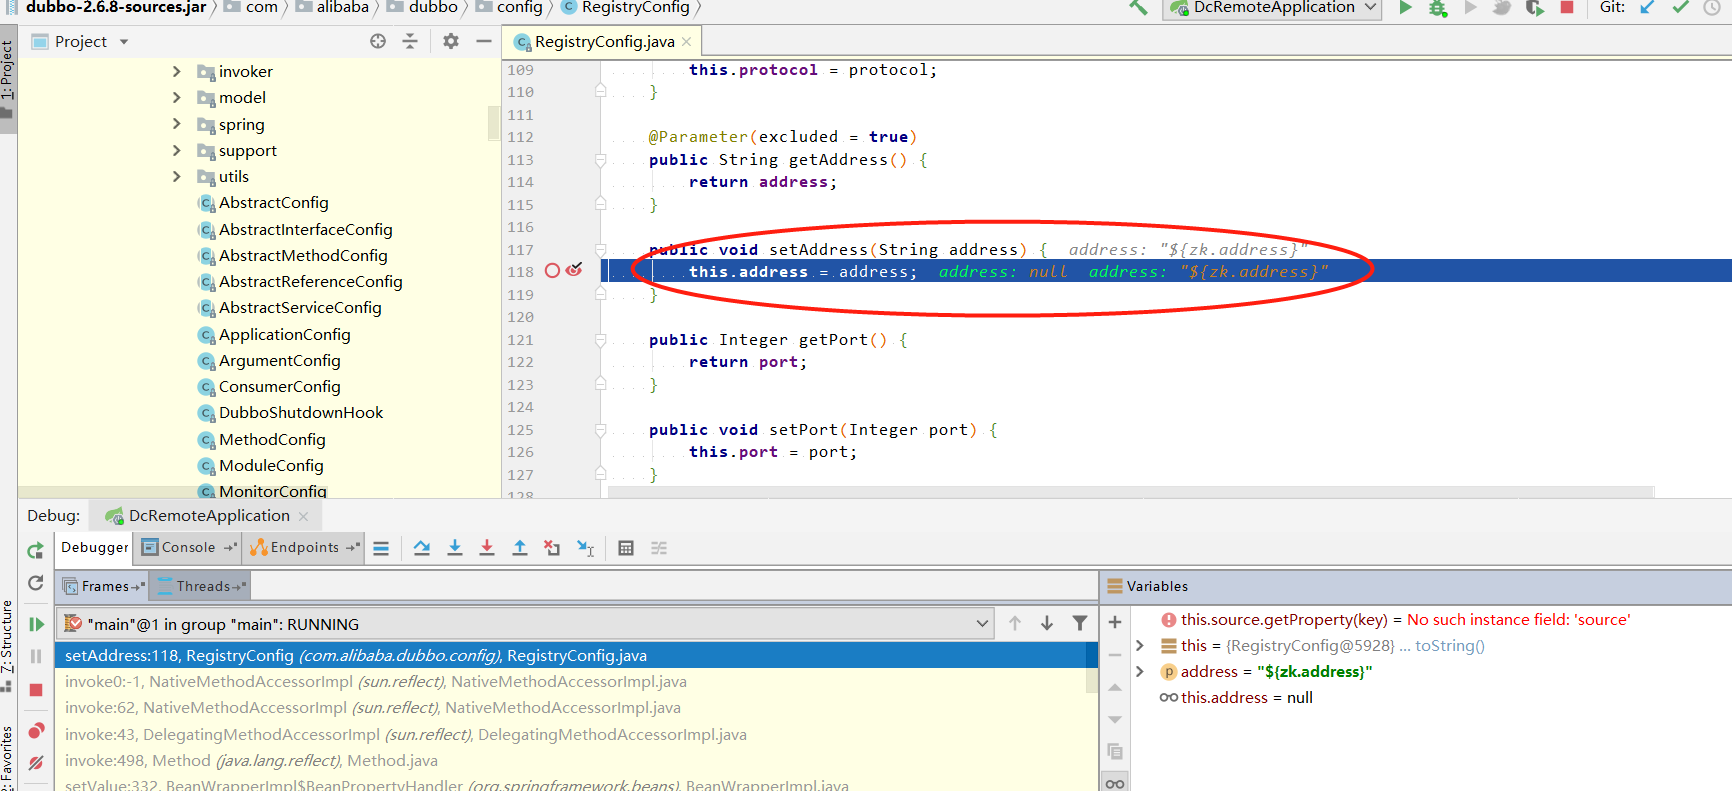 dubbo-2.6.8-sources.jar com alibaba dubbo config RegistryConfig DcRemoteApplication Git:
Project RegistryConfig.java
1: Project
invoker
model
spring
support
utils
AbstractConfig
AbstractInterfaceConfig
AbstractMethodConfig
AbstractReferenceConfig
AbstractServiceConfig
ApplicationConfig
ArgumentConfig
ConsumerConfig
DubboShutdownHook
MethodConfig
ModuleConfig
MonitorConfig
109 this.protocol = protocol;
110 }
111
112 @Parameter(excluded = true)
113 public String getAddress() {
114 return address;
115 }
116
117 public void setAddress(String address) { address: "${zk.address}"
118 this.address = address; address: null address: "${zk.address}"
119 }
120
121 public Integer getPort() {
122 return port;
123 }
124
125 public void setPort(Integer port) {
126 this.port = port;
127 }
128
Debug: DcRemoteApplication
Debugger Console Endpoints
Frames Threads
"main"@1 in group "main": RUNNING
setAddress:118, RegistryConfig (com.alibaba.dubbo.config), RegistryConfig.java
invoke0:-1, NativeMethodAccessorImpl (sun.reflect), NativeMethodAccessorImpl.java
invoke:62, NativeMethodAccessorImpl (sun.reflect), NativeMethodAccessorImpl.java
invoke:43, DelegatingMethodAccessorImpl (sun.reflect), DelegatingMethodAccessorImpl.java
invoke:498, Method (java.lang.reflect), Method.java
setValue:332, BeanWrapperImpl$BeanPropertyHandler (org.springframework.beans), BeanWrapperImpl.java
Variables
this.source.getProperty(key) = No such instance field: 'source'
this = {RegistryConfig@5928} ... toString()
address = "${zk.address}"
this.address = null
7: Structure
2: Favorites